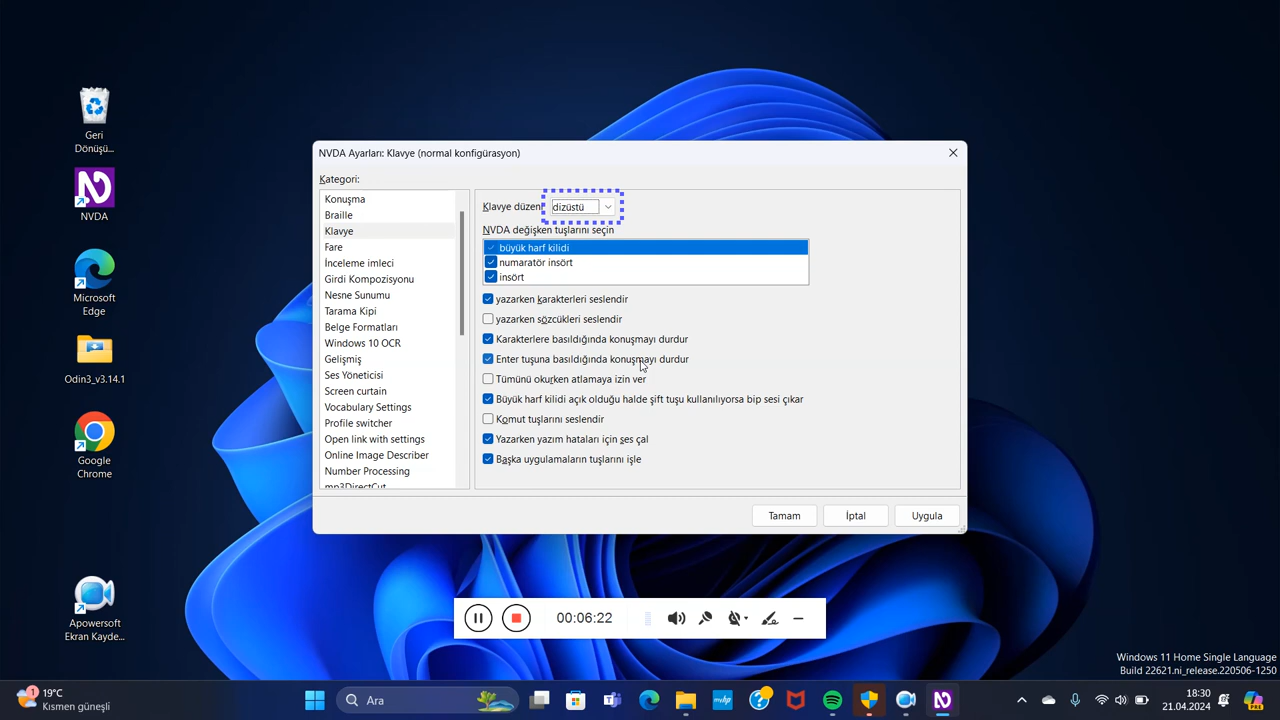 Geri
Dönüşü...
NVDA
Microsoft
Edge
Odin3_v3.14.1
Google
Chrome
Apowersoft
Ekran Kayde...
NVDA Ayarları: Klavye (normal konfigürasyon)
Kategori:
Konuşma
Braille
Klavye
Fare
İnceleme imleci
Girdi Kompozisyonu
Nesne Sunumu
Tarama Kipi
Belge Formatları
Windows 10 OCR
Gelişmiş
Ses Yöneticisi
Screen curtain
Vocabulary Settings
Profile switcher
Open link with settings
Online Image Describer
Number Processing
mp3DirectCut
Klavye düzeni dizüstü
NVDA değişken tuşlarını seçin
büyük harf kilidi
numaratör insört
insört
yazarken karakterleri seslendir
yazarken sözcükleri seslendir
Karakterlere basıldığında konuşmayı durdur
Enter tuşuna basıldığında konuşmayı durdur
Tümünü okurken atlamaya izin ver
Büyük harf kilidi açık olduğu halde şift tuşu kullanılıyorsa bip sesi çıkar
Komut tuşlarını seslendir
Yazarken yazım hataları için ses çal
Başka uygulamaların tuşlarını işle
Tamam İptal Uygula
00:06:22
Windows 11 Home Single Language
Build 22621.ni_release.220506-1250
1
19°C
Kısmen güneşli
Ara
myhp
18:30
21.04.2024
PRE